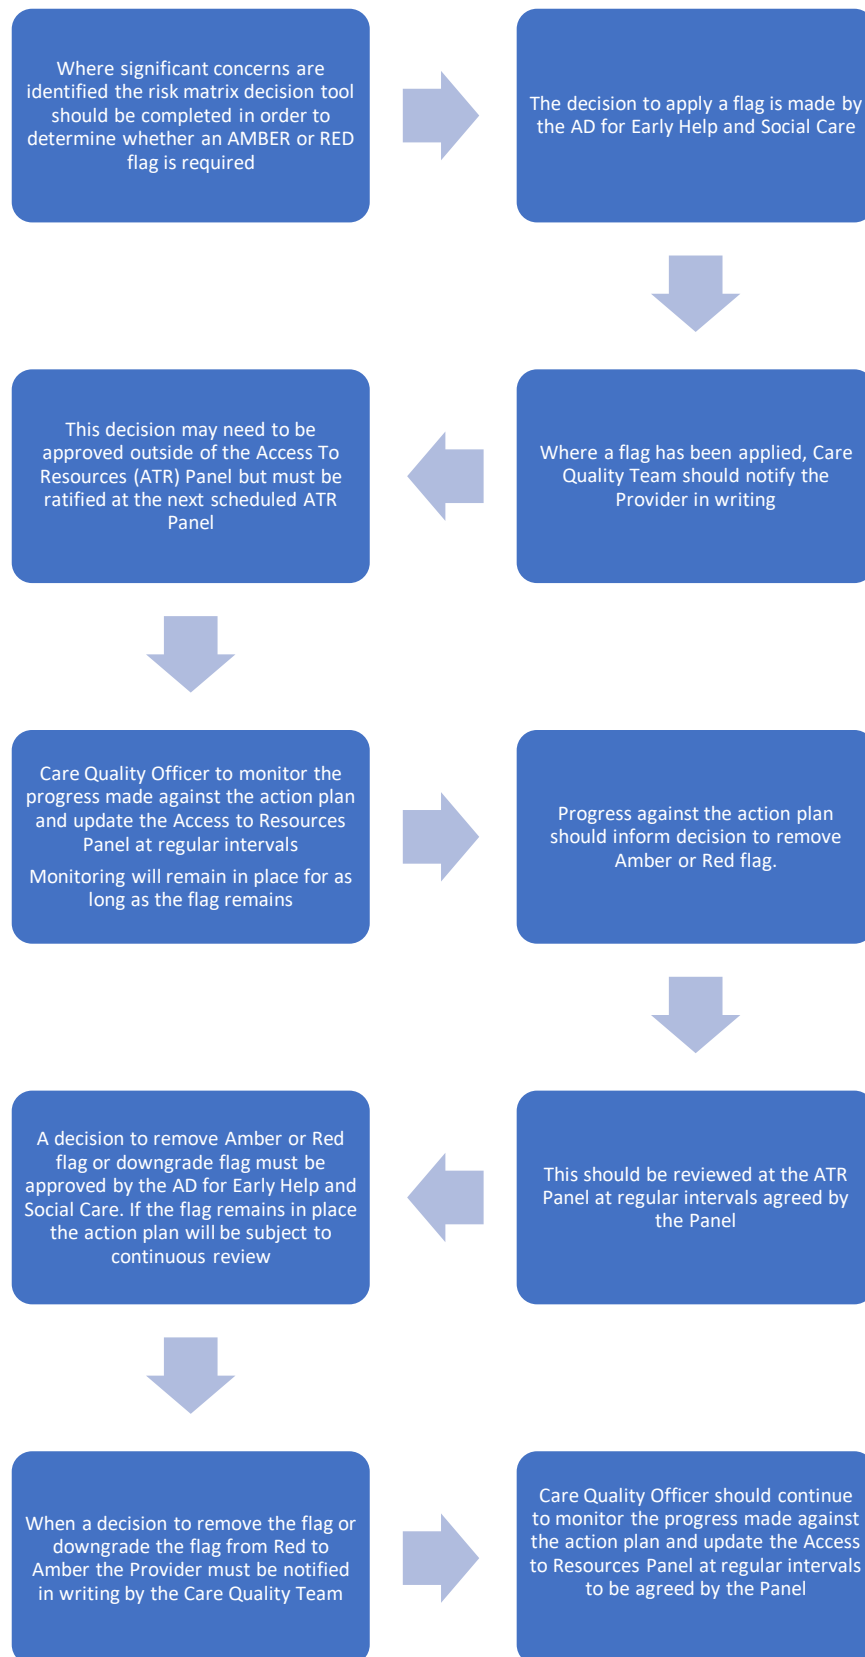 Where significant concerns are
identified the risk matrix decision tool
should be completed in order to
determine whether an AMBER or RED
flag is required
The decision to apply a flag is made by
the AD for Early Help and Social Care
Where a flag has been applied, Care
Quality Team should notify the
Provider in writing
This decision may need to be
approved outside of the Access To
Resources (ATR) Panel but must be
ratified at the next scheduled ATR
Panel
Care Quality Officer to monitor the
progress made against the action plan
and update the Access to Resources
Panel at regular intervals
Monitoring will remain in place for as
long as the flag remains
Progress against the action plan
should inform decision to remove
Amber or Red flag.
This should be reviewed at the ATR
Panel at regular intervals agreed by
the Panel
A decision to remove Amber or Red
flag or downgrade flag must be
approved by the AD for Early Help and
Social Care. If the flag remains in place
the action plan will be subject to
continuous review
When a decision to remove the flag or
downgrade the flag from Red to
Amber the Provider must be notified
in writing by the Care Quality Team
Care Quality Officer should continue
to monitor the progress made against
the action plan and update the Access
to Resources Panel at regular intervals
to be agreed by the Panel